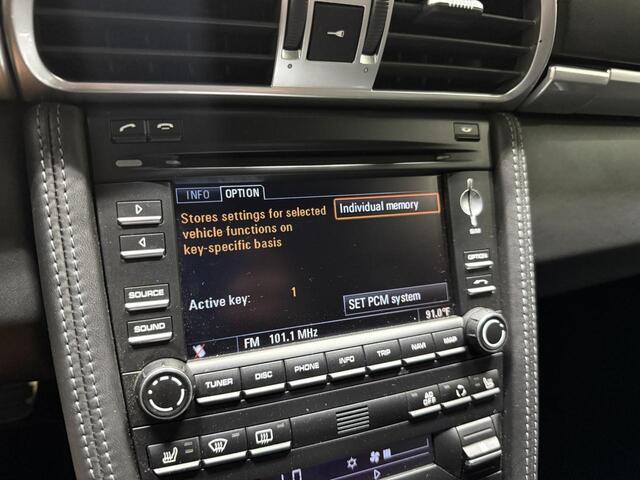 INFO OPTION
Stores settings for selected
vehicle functions on
key-specific basis
Individual memory
Active key: 1
SET PCM system
FM 101.1 MHz 91.0°F
SIM
OPTION
SOURCE
SOUND
TUNER DISC PHONE INFO TRIP NAVI MAP